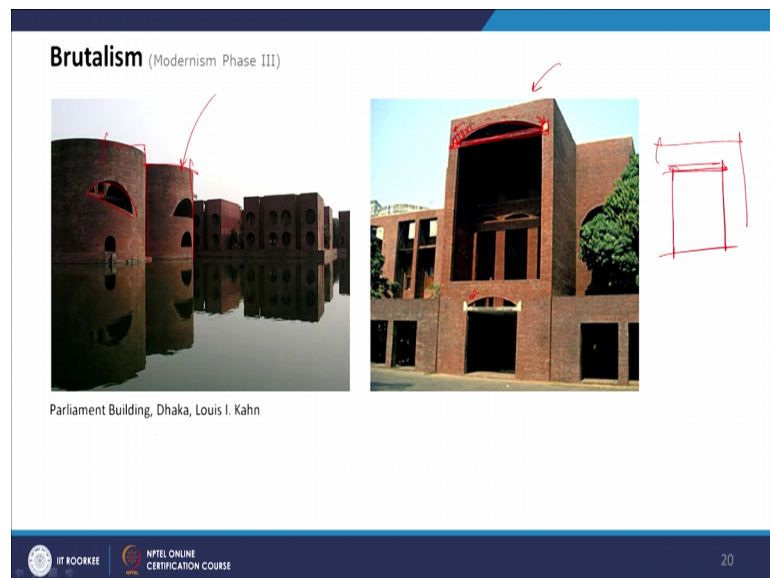 Brutalism (Modernism Phase III)
Parliament Building, Dhaka, Louis I. Kahn
IIT ROORKEE
NPTEL ONLINE
CERTIFICATION COURSE
20